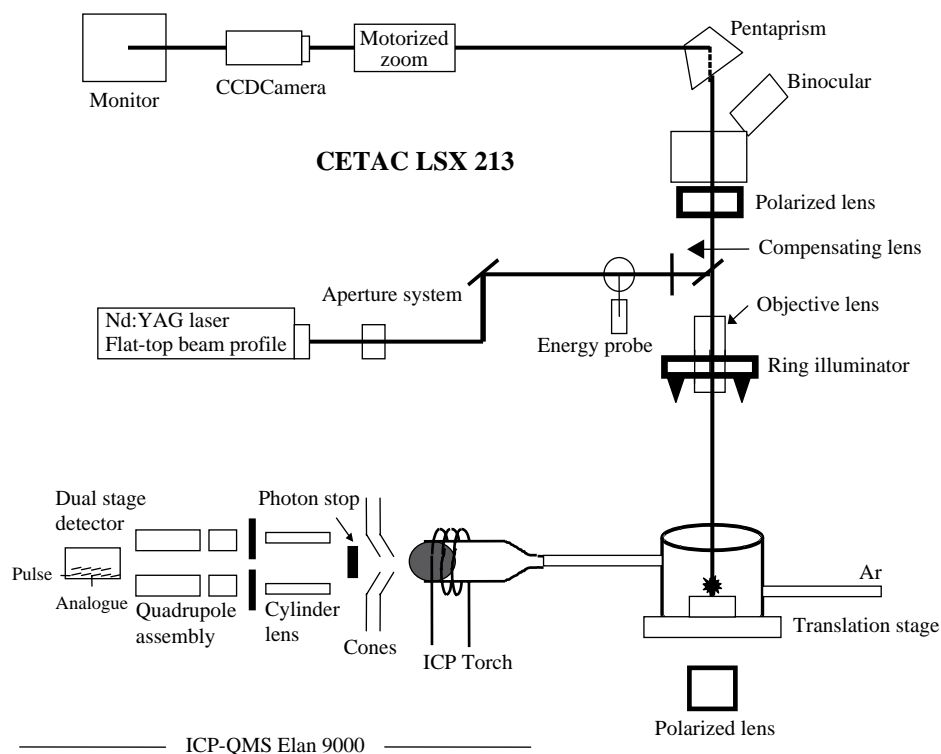 Pentaprism
Motorized
zoom
Monitor
CCDCamera
Binocular
CETAC LSX 213
Polarized lens
Compensating lens
Aperture system
Objective lens
Nd:YAG laser
Flat-top beam profile
Energy probe
Ring illuminator
Photon stop
Dual stage
detector
Pulse
Analogue
Quadrupole
assembly
Cylinder
lens
Cones
ICP Torch
Ar
Translation stage
Polarized lens
ICP-QMS Elan 9000